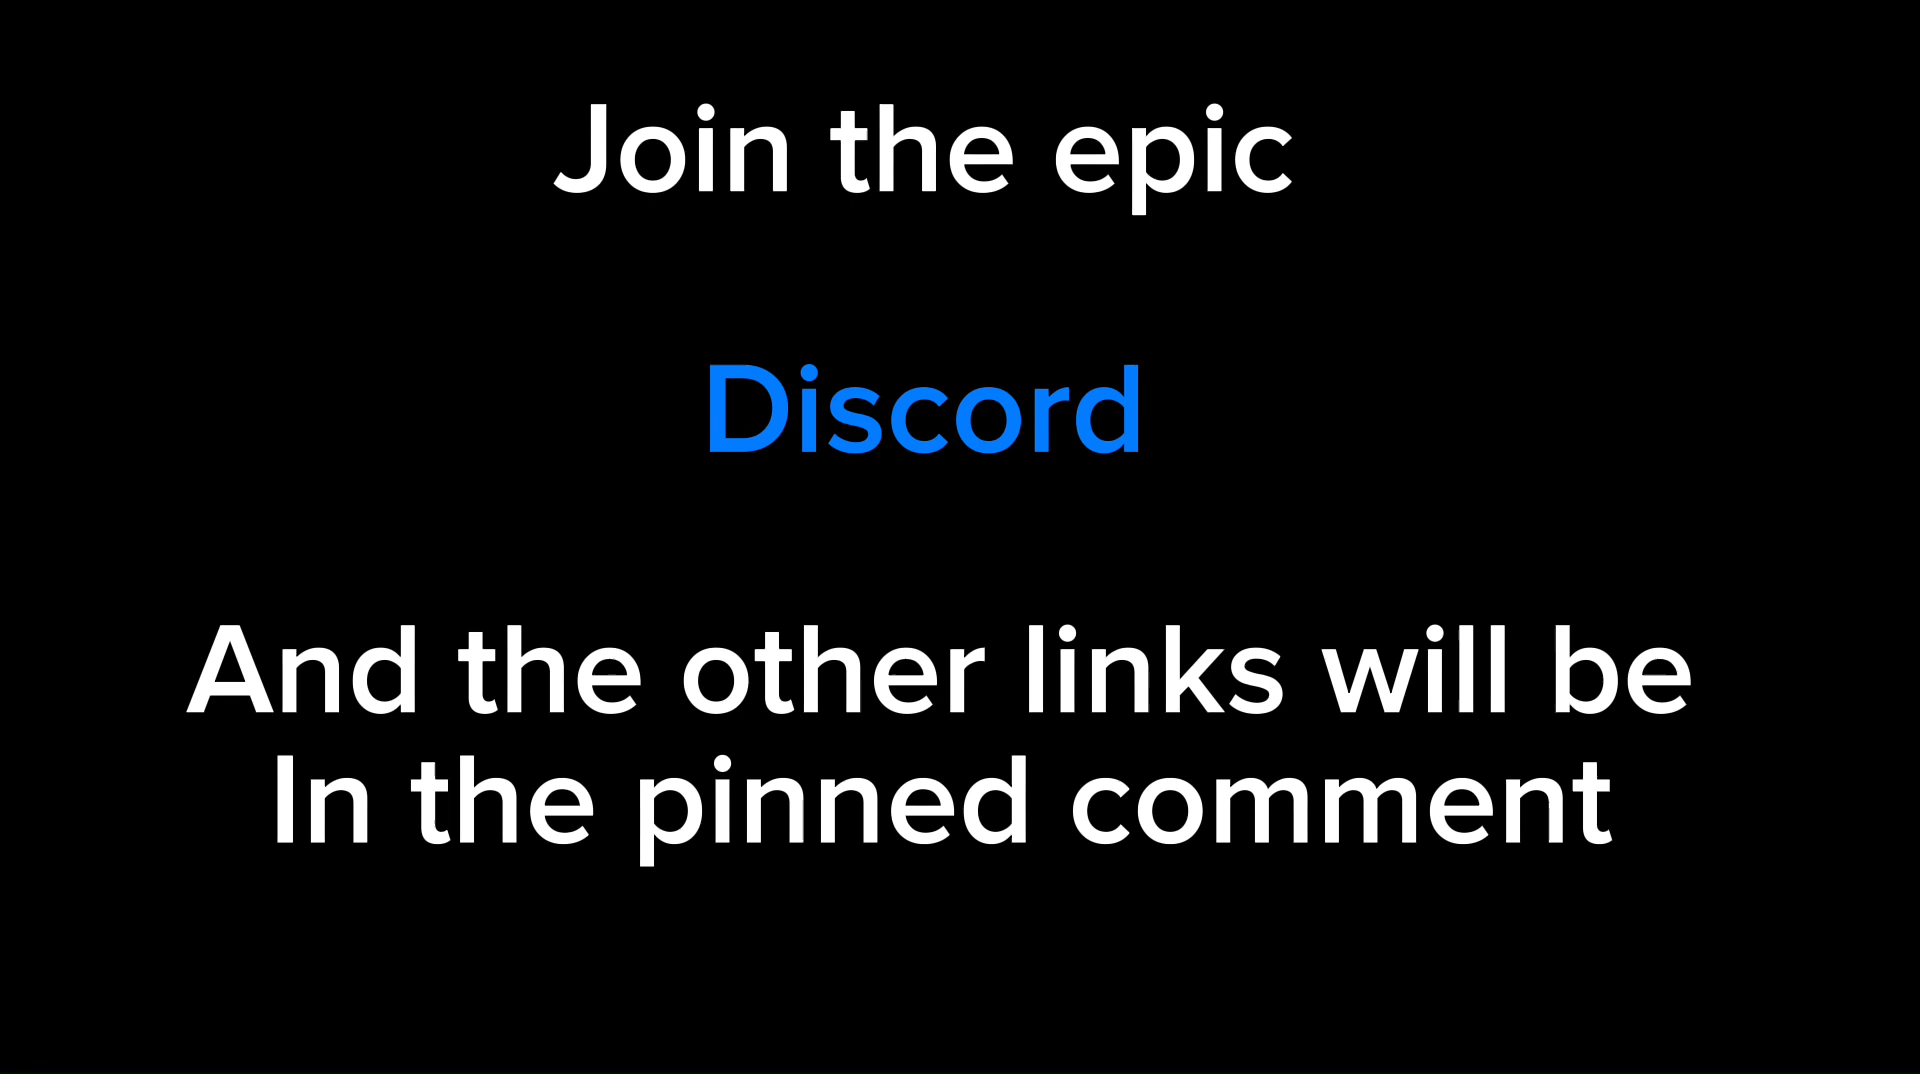 Join the epic
Discord
And the other links will be
In the pinned comment